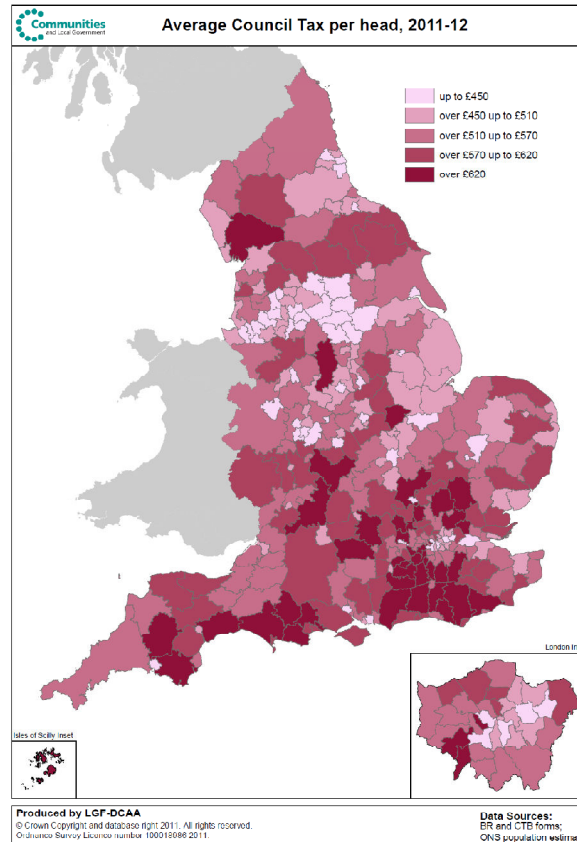 Communities
and Local Government
Average Council Tax per head, 2011-12
up to £450
over £450 up to £510
over £510 up to £570
over £570 up to £620
over £620
London In
Isles of Scilly Inset
Produced by LGF-DCAA
© Crown Copyright and database right 2011. All rights reserved.
Ordnance Survey Licence number 100018986 2011.
Data Sources:
BR and CTB forms;
ONS population estima